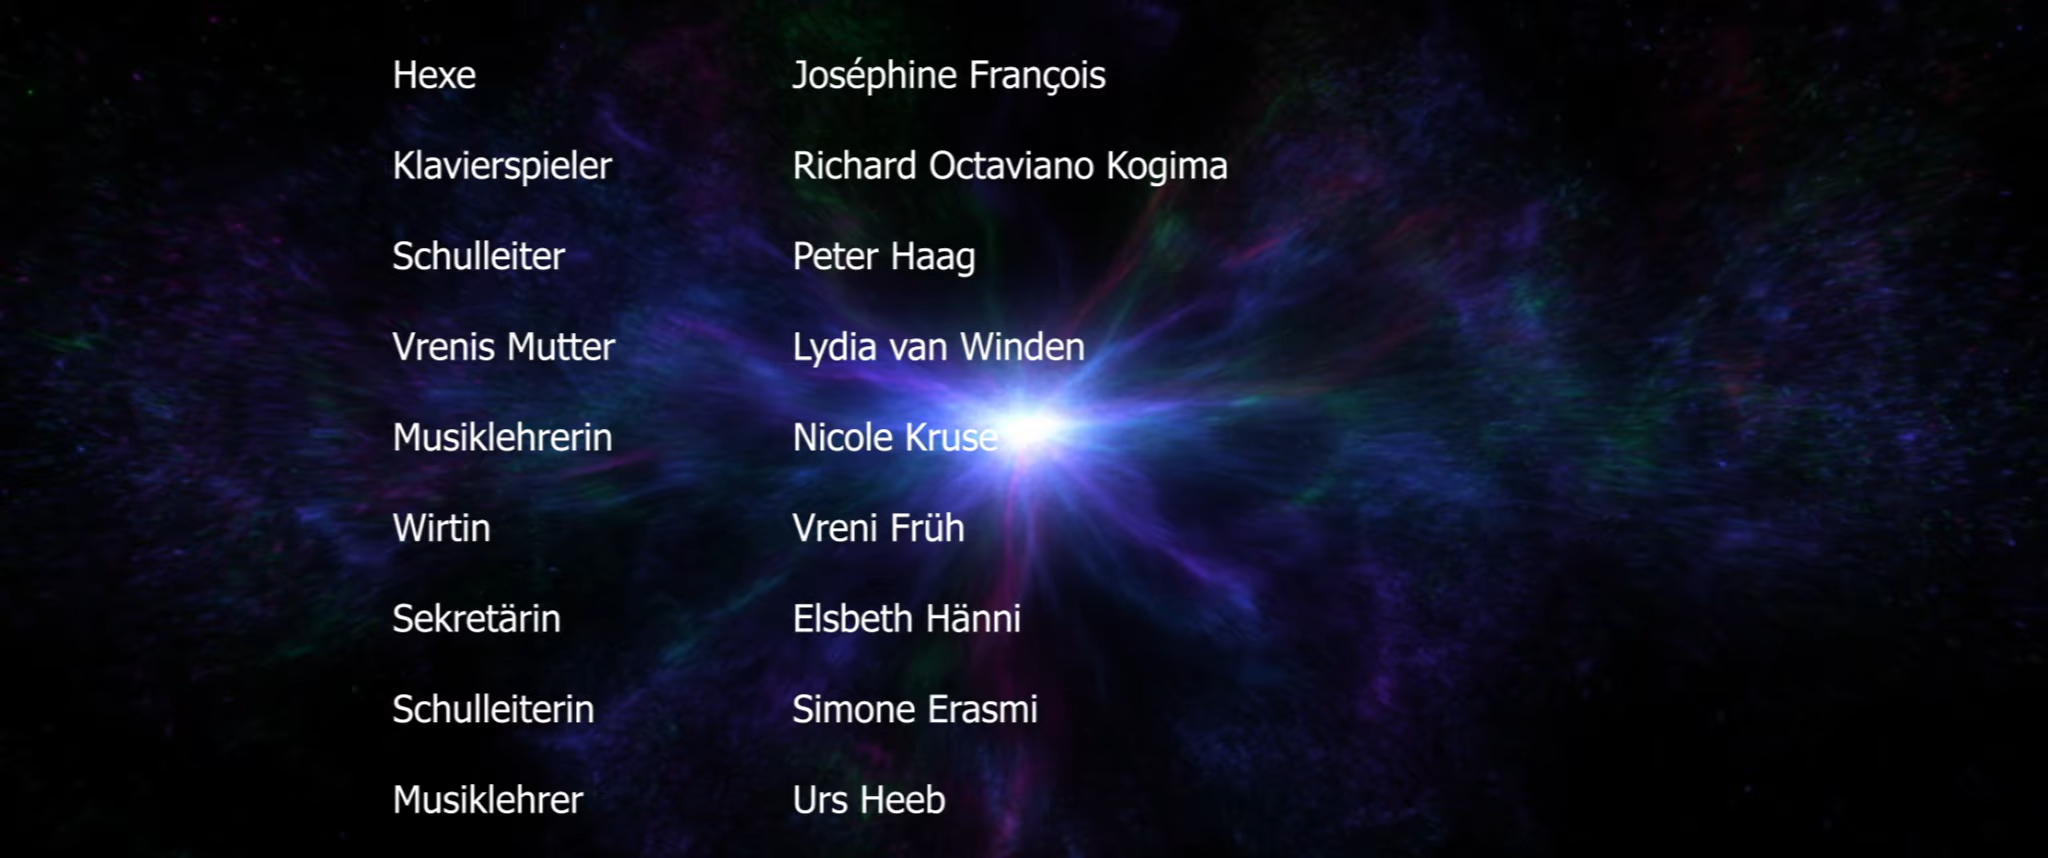 Hexe Joséphine François
Klavierspieler Richard Octaviano Kogima
Schulleiter Peter Haag
Vrenis Mutter Lydia van Winden
Musiklehrerin Nicole Kruse
Wirtin Vreni Früh
Sekretärin Elsbeth Hänni
Schulleiterin Simone Erasmi
Musiklehrer Urs Heeb